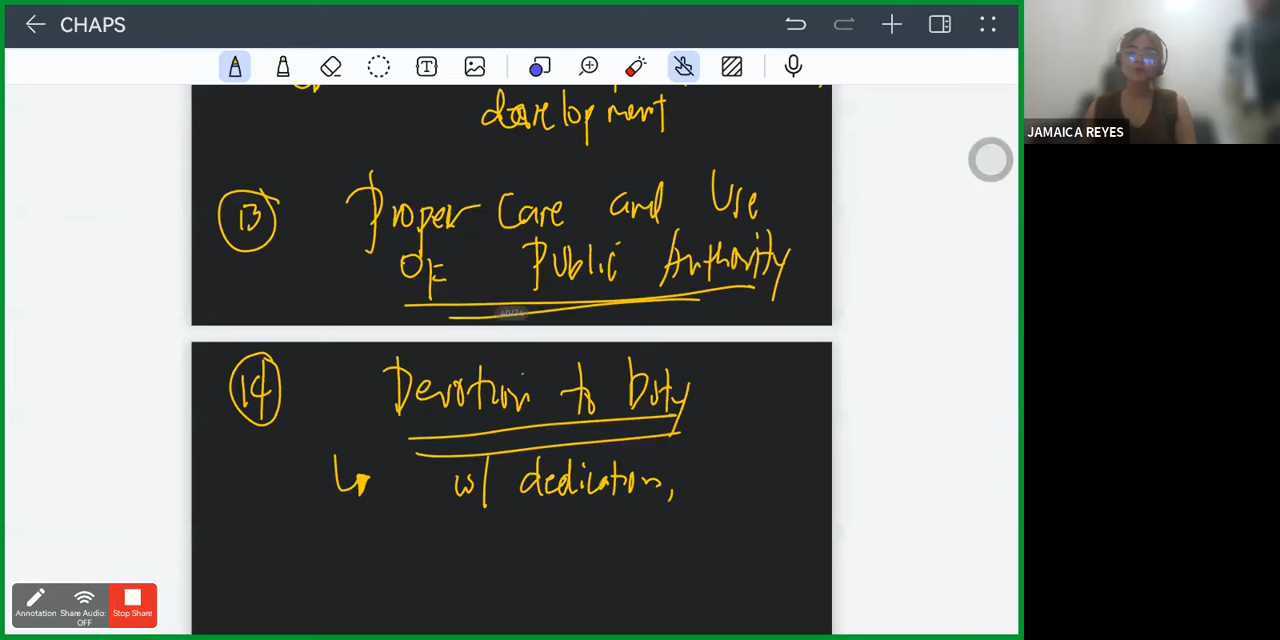 CHAPS
JAMAICA REYES
development
13 Proper Care and Use
OF Public Authority
14 Devotion to Duty
w/ dedication,
Annotation
Share Audio:
OFF
Stop Share